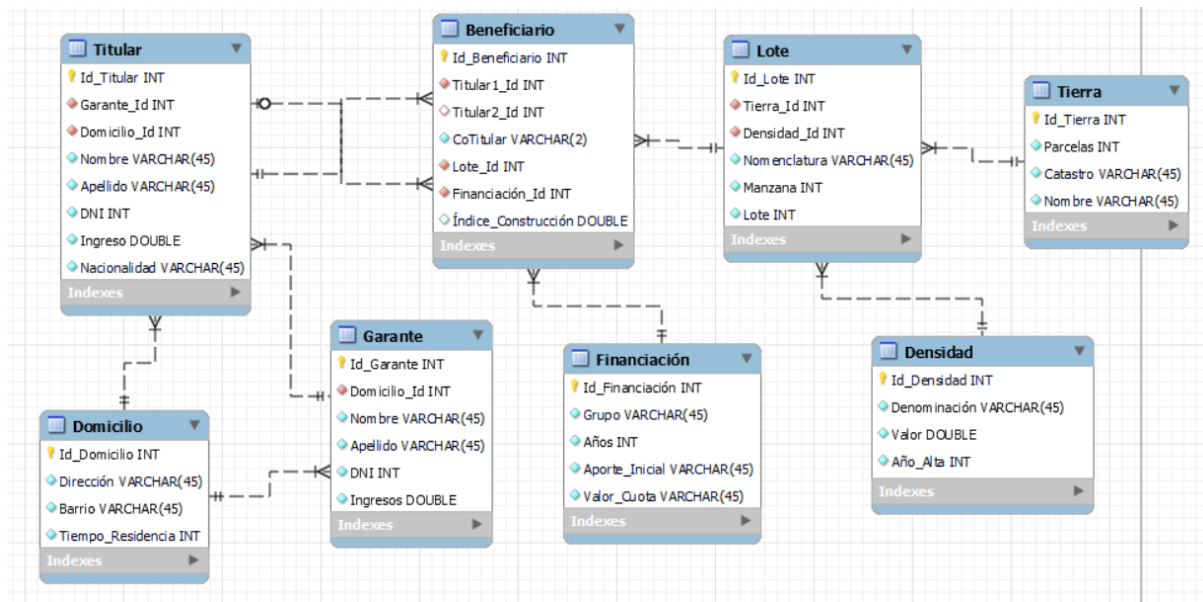 Titular
Id_Titular INT
Garante_Id INT
Domicilio_Id INT
Nombre VARCHAR(45)
Apellido VARCHAR(45)
DNI INT
Ingreso DOUBLE
Nacionalidad VARCHAR(45)
Indexes
Beneficiario
Id_Beneficiario INT
Titular1_Id INT
Titular2_Id INT
CoTitular VARCHAR(2)
Lote_Id INT
Financiación_Id INT
Índice_Construcción DOUBLE
Indexes
Lote
Id_Lote INT
Tierra_Id INT
Densidad_Id INT
Nomenclatura VARCHAR(45)
Manzana INT
Lote INT
Indexes
Tierra
Id_Tierra INT
Parcelas INT
Catastro VARCHAR(45)
Nombre VARCHAR(45)
Indexes
Domicilio
Id_Domicilio INT
Dirección VARCHAR(45)
Barrio VARCHAR(45)
Tiempo_Residencia INT
Indexes
Garante
Id_Garante INT
Domicilio_Id INT
Nombre VARCHAR(45)
Apellido VARCHAR(45)
DNI INT
Ingresos DOUBLE
Indexes
Financiación
Id_Financiación INT
Grupo VARCHAR(45)
Años INT
Aporte_Inicial VARCHAR(45)
Valor_Cuota VARCHAR(45)
Indexes
Densidad
Id_Densidad INT
Denominación VARCHAR(45)
Valor DOUBLE
Año_Alta INT
Indexes